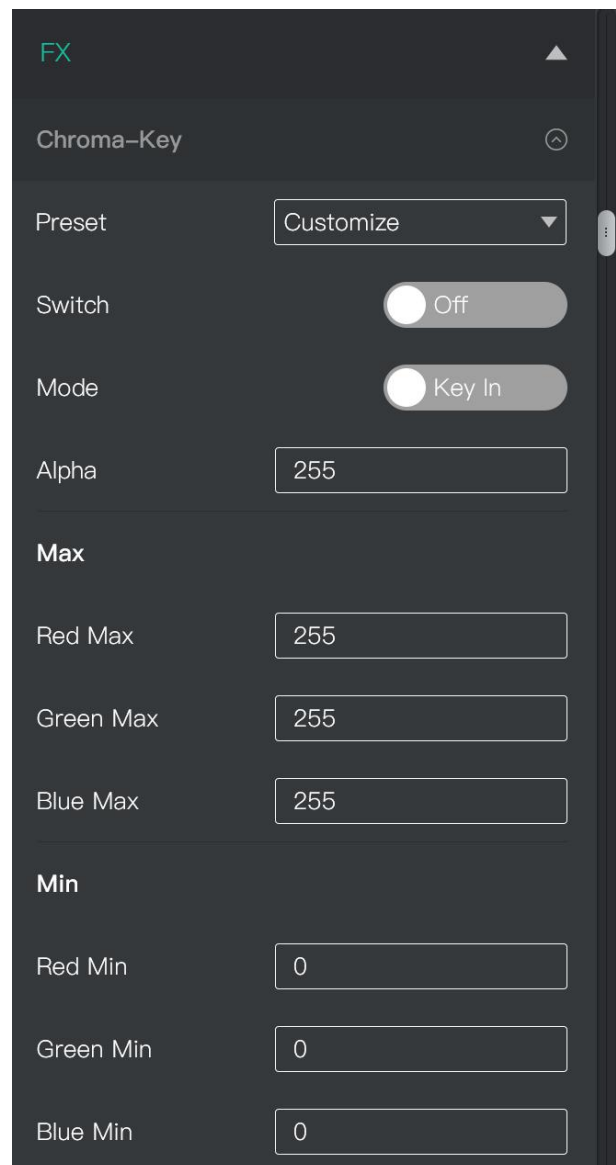 FX
Chroma-Key
Preset Customize
Switch Off
Mode Key In
Alpha 255
Max
Red Max 255
Green Max 255
Blue Max 255
Min
Red Min 0
Green Min 0
Blue Min 0